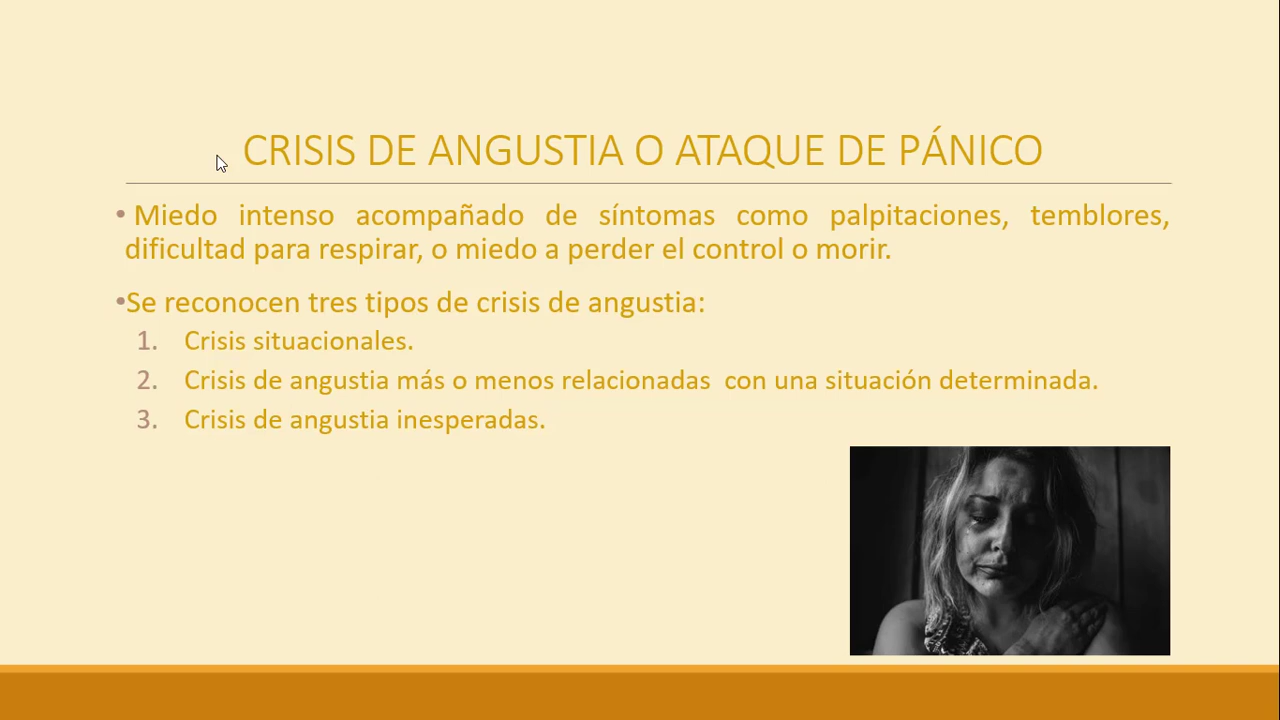 CRISIS DE ANGUSTIA O ATAQUE DE PÁNICO
• Miedo intenso acompañado de síntomas como palpitaciones, temblores,
dificultad para respirar, o miedo a perder el control o morir.
•Se reconocen tres tipos de crisis de angustia:
1. Crisis situacionales.
2. Crisis de angustia más o menos relacionadas con una situación determinada.
3. Crisis de angustia inesperadas.